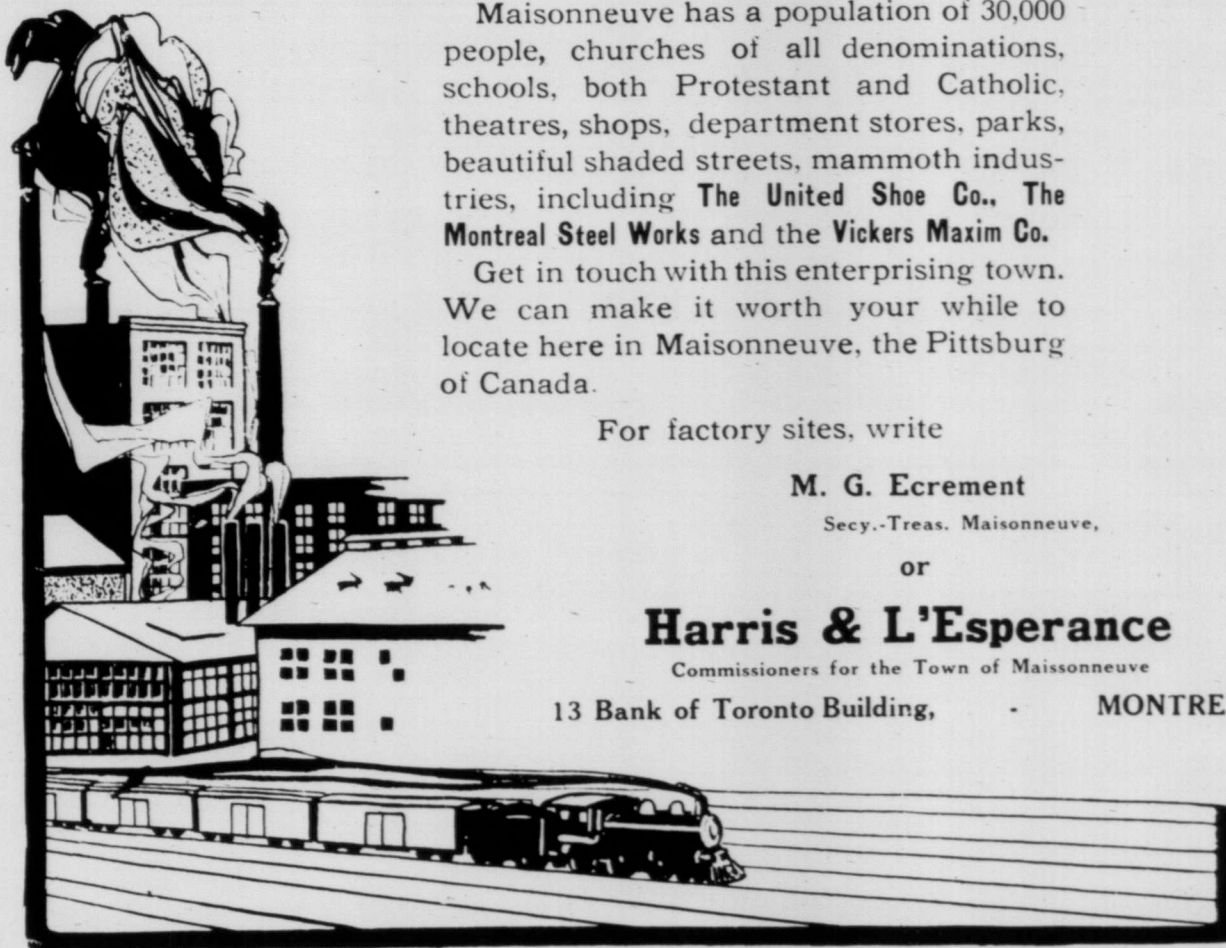 Maisonneuve has a population of 30,000
people, churches of all denominations,
schools, both Protestant and Catholic,
theatres, shops, department stores, parks,
beautiful shaded streets, mammoth indus-
tries, including The United Shoe Co., The
Montreal Steel Works and the Vickers Maxim Co.
Get in touch with this enterprising town.
We can make it worth your while to
locate here in Maisonneuve, the Pittsburg
of Canada.
For factory sites, write
M. G. Ecrement
Secy.-Treas. Maisonneuve,
or
Harris & L'Esperance
Commissioners for the Town of Maissonneuve
13 Bank of Toronto Building, - MONTRE